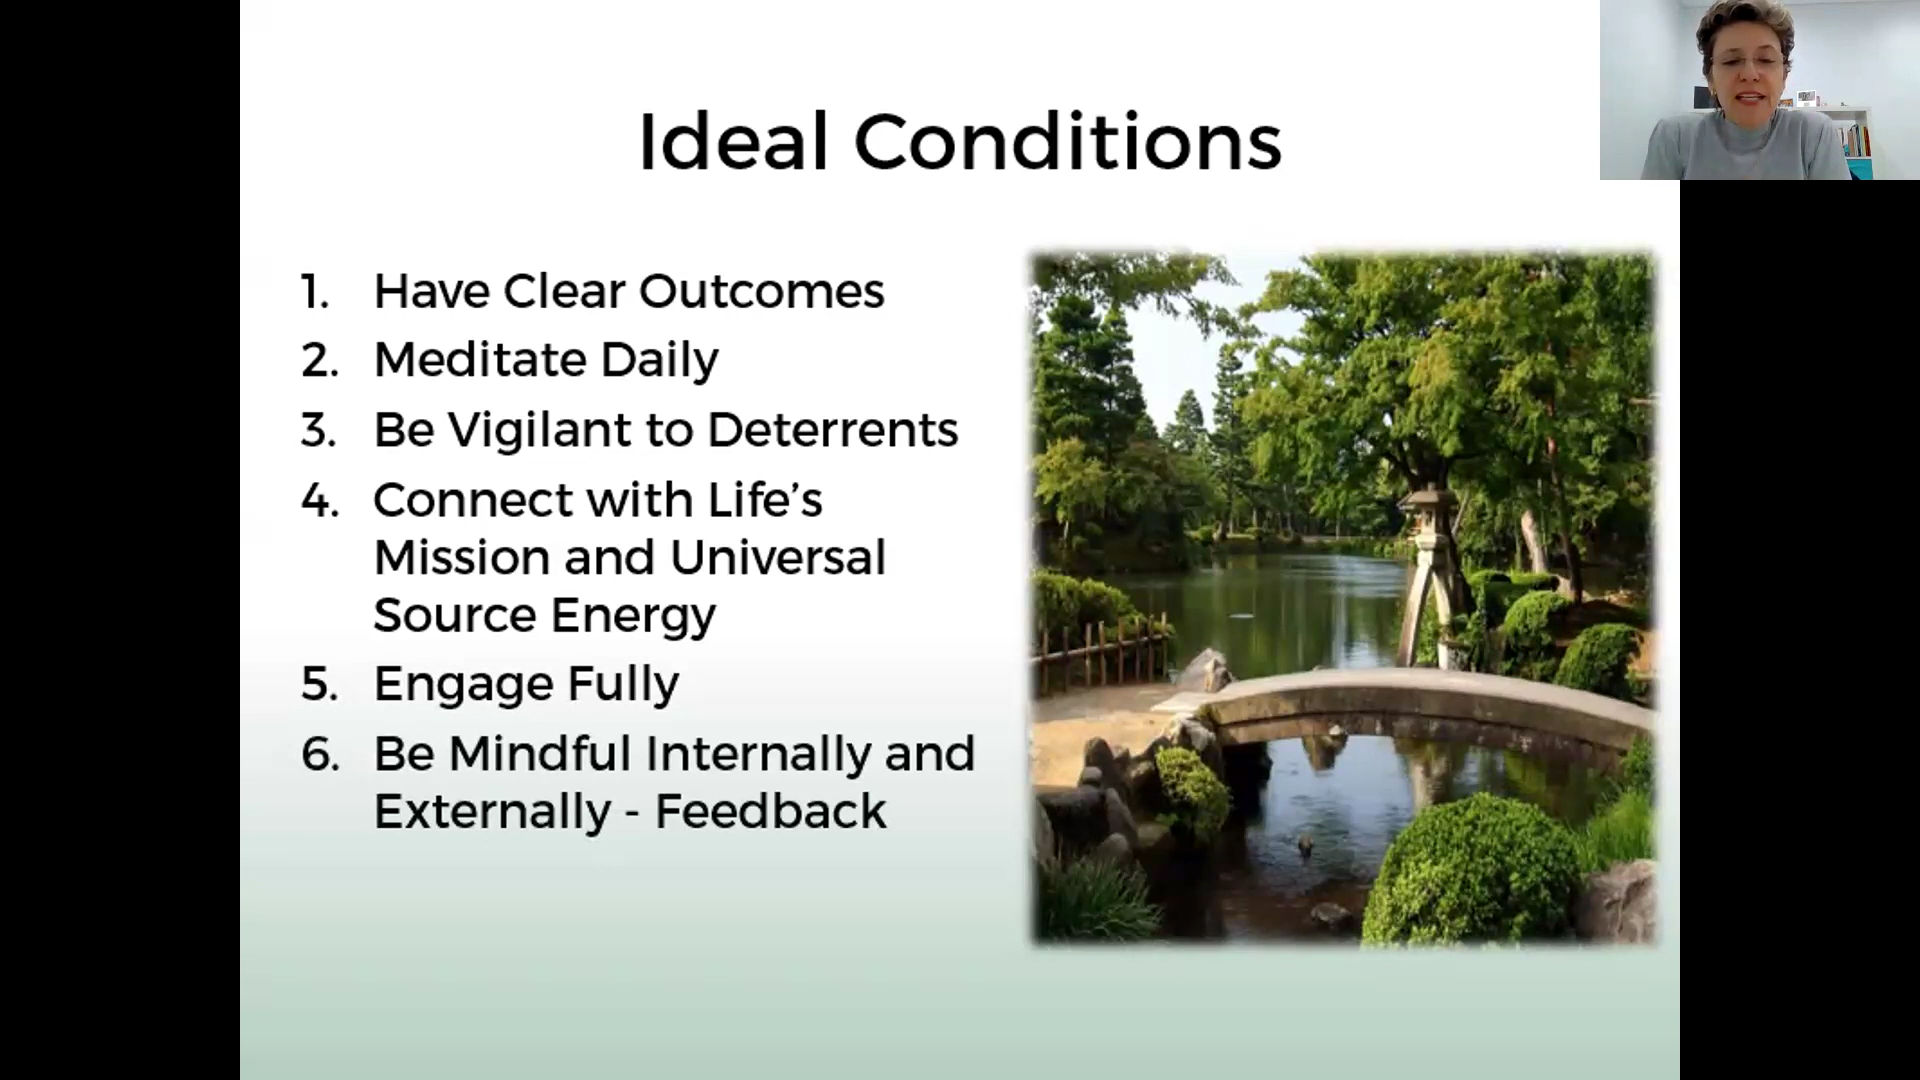 Ideal Conditions
1. Have Clear Outcomes
2. Meditate Daily
3. Be Vigilant to Deterrents
4. Connect with Life’s
Mission and Universal
Source Energy
5. Engage Fully
6. Be Mindful Internally and
Externally - Feedback